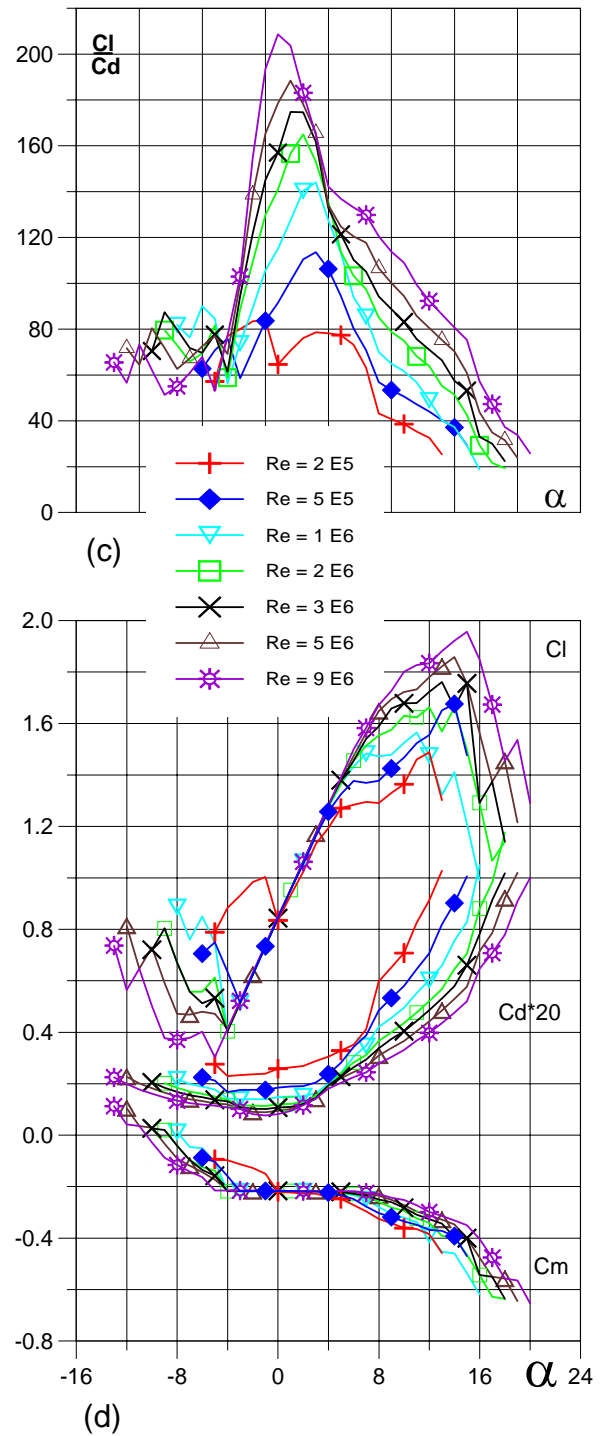 Cl
Cd
200
160
120
80
40
0
α
(c)
Re = 2 E5
Re = 5 E5
Re = 1 E6
Re = 2 E6
Re = 3 E6
Re = 5 E6
Re = 9 E6
2.0
Cl
1.6
1.2
0.8
Cd*20
0.4
0.0
-0.4
Cm
-0.8
-16 -8 0 8 16 α 24
(d)